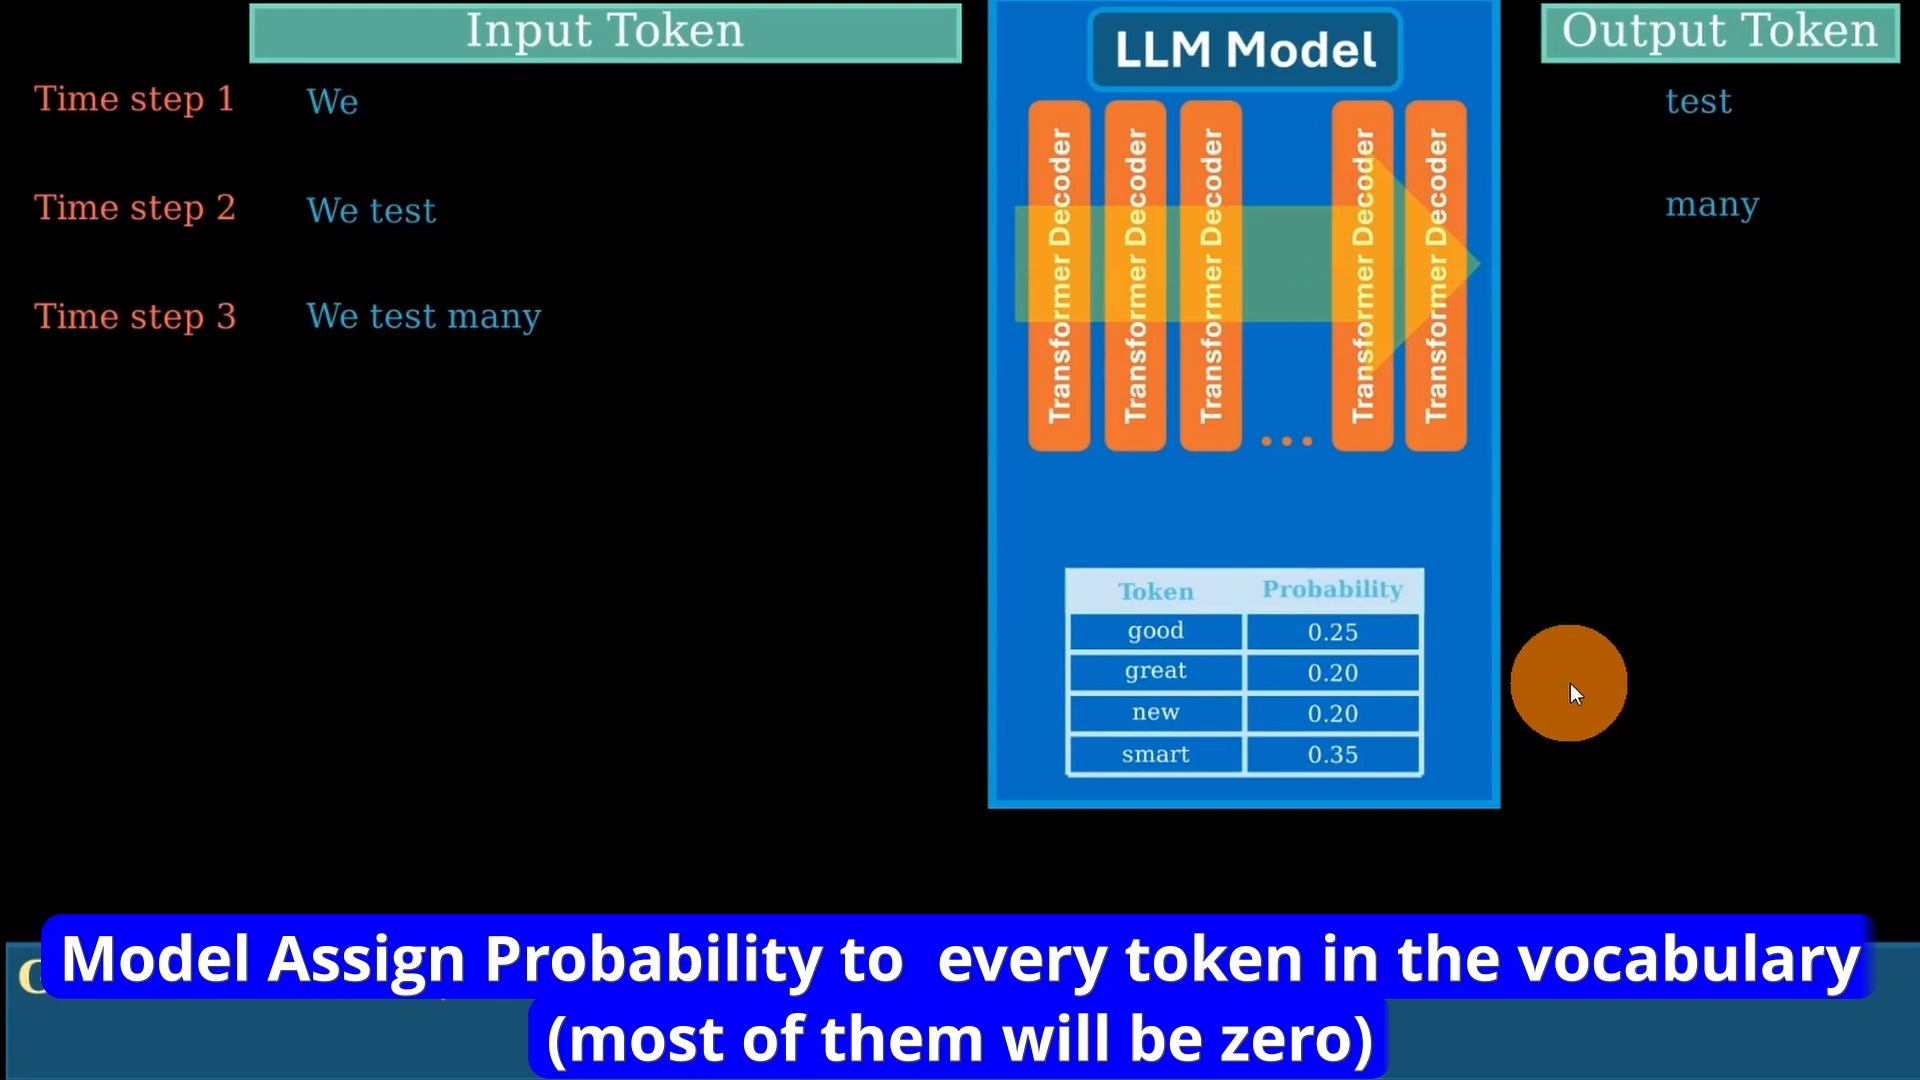 Input Token
LLM Model
Output Token
Time step 1 We test
Time step 2 We test many
Time step 3 We test many
Transformer Decoder
Transformer Decoder
Transformer Decoder
...
Transformer Decoder
Transformer Decoder
Token Probability
good 0.25
great 0.20
new 0.20
smart 0.35
Model Assign Probability to every token in the vocabulary
(most of them will be zero)